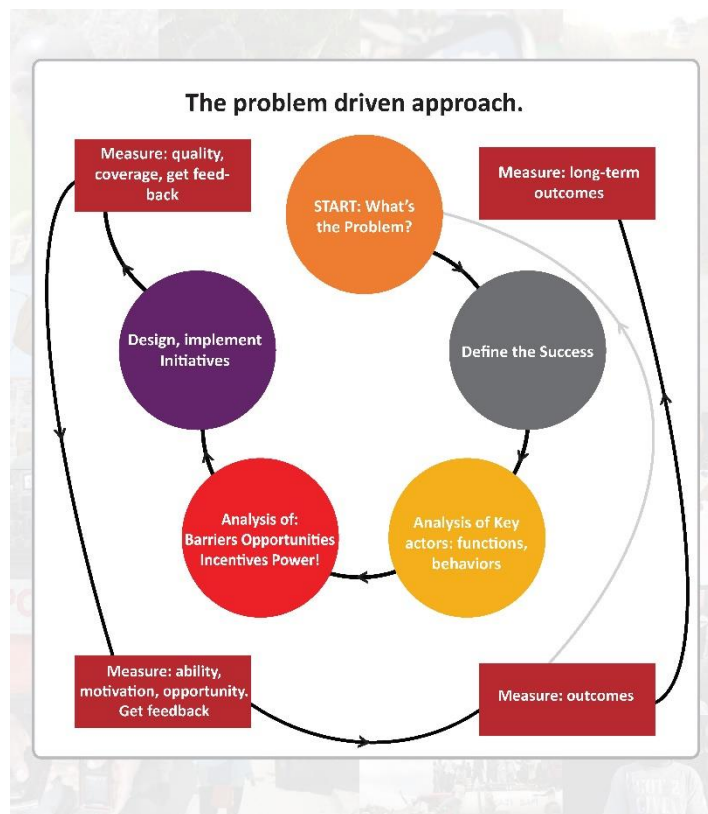 The problem driven approach.
Measure: quality,
coverage, get feed-
back
START: What's
the Problem?
Measure: long-term
outcomes
Design, implement
Initiatives
Define the Success
Analysis of:
Barriers Opportunities
Incentives Power!
Analysis of Key
actors: functions,
behaviors
Measure: ability,
motivation, opportunity.
Get feedback
Measure: outcomes